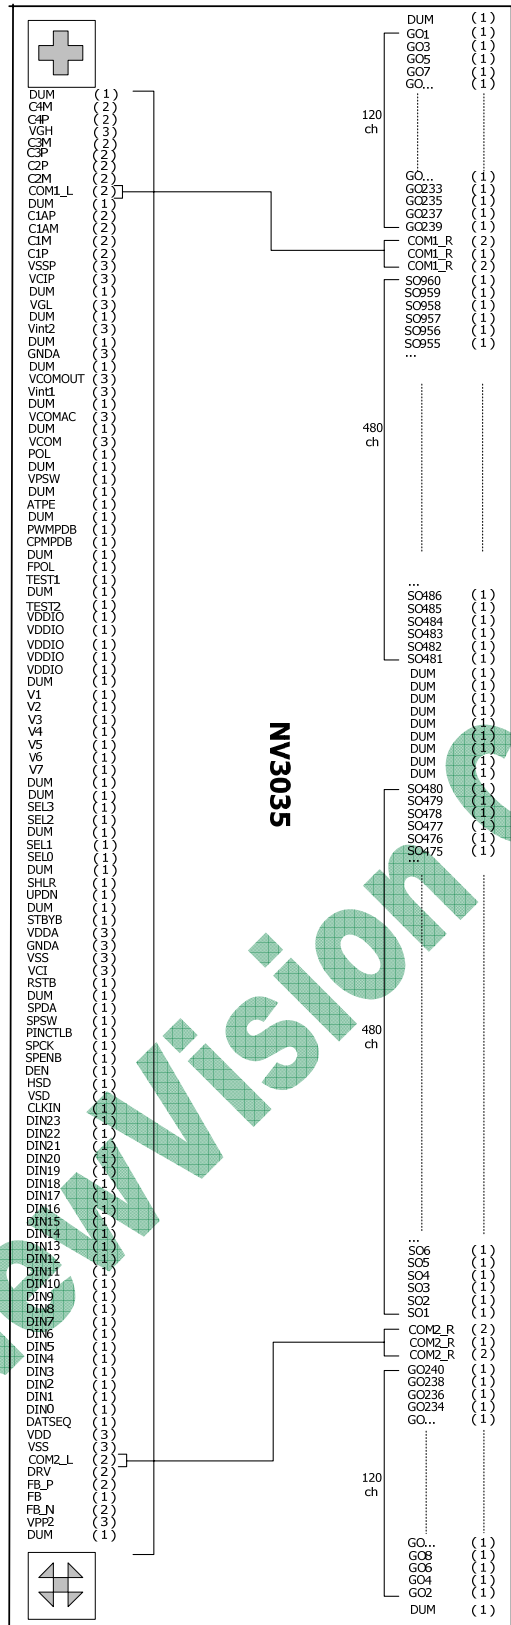 DUM (1)
C4M (2)
C4P (2)
VGH (3)
C3M (2)
C3P (2)
C2P (2)
C2M (2)
COM1_L (2)
DUM (1)
C1AP (2)
C1AM (2)
C1M (2)
C1P (2)
VSSP (3)
VCIP (3)
DUM (1)
VGL (3)
DUM (1)
Vint2 (3)
DUM (1)
GNDA (3)
DUM (1)
VCOMOUT (3)
Vint1 (3)
DUM (1)
VCOMAC (3)
DUM (1)
VCOM (3)
POL (1)
DUM (1)
VPSW (1)
DUM (1)
ATPE (1)
DUM (1)
PWMPDB (1)
CPMPDB (1)
DUM (1)
FPOL (1)
TEST1 (1)
DUM (1)
TEST2 (1)
VDDIO (1)
VDDIO (1)
VDDIO (1)
VDDIO (1)
VDDIO (1)
DUM (1)
V1 (1)
V2 (1)
V3 (1)
V4 (1)
V5 (1)
V6 (1)
V7 (1)
DUM (1)
DUM (1)
SEL3 (1)
SEL2 (1)
DUM (1)
SEL1 (1)
SEL0 (1)
DUM (1)
SHLR (1)
UPDN (1)
DUM (1)
STBYB (1)
VDDA (3)
GNDA (3)
VSS (3)
VCI (3)
RSTB (1)
DUM (1)
SPDA (1)
SPSW (1)
PINCTLB (1)
SPCK (1)
SPENB (1)
DEN (1)
HSD (1)
VSD (1)
CLKIN (1)
DIN23 (1)
DIN22 (1)
DIN21 (1)
DIN20 (1)
DIN19 (1)
DIN18 (1)
DIN17 (1)
DIN16 (1)
DIN15 (1)
DIN14 (1)
DIN13 (1)
DIN12 (1)
DIN11 (1)
DIN10 (1)
DIN9 (1)
DIN8 (1)
DIN7 (1)
DIN6 (1)
DIN5 (1)
DIN4 (1)
DIN3 (1)
DIN2 (1)
DIN1 (1)
DIN0 (1)
DATSEQ (1)
VDD (3)
VSS (3)
COM2_L (2)
DRV (2)
FB_P (2)
FB (1)
FB_N (2)
VPP2 (3)
DUM (1)
NV3035
DUM (1)
GO1 (1)
GO3 (1)
GO5 (1)
GO7 (1)
GO... (1)
120
ch
GO... (1)
GO233 (1)
GO235 (1)
GO237 (1)
GO239 (1)
COM1_R (2)
COM1_R (1)
COM1_R (2)
SO960 (1)
SO959 (1)
SO958 (1)
SO957 (1)
SO956 (1)
SO955 (1)
...
480
ch
...
SO486 (1)
SO485 (1)
SO484 (1)
SO483 (1)
SO482 (1)
SO481 (1)
DUM (1)
DUM (1)
DUM (1)
DUM (1)
DUM (1)
DUM (1)
DUM (1)
DUM (1)
DUM (1)
SO480 (1)
SO479 (1)
SO478 (1)
SO477 (1)
SO476 (1)
SO475 (1)
...
480
ch
...
SO6 (1)
SO5 (1)
SO4 (1)
SO3 (1)
SO2 (1)
SO1 (1)
COM2_R (2)
COM2_R (1)
COM2_R (2)
GO240 (1)
GO238 (1)
GO236 (1)
GO234 (1)
GO... (1)
120
ch
GO... (1)
GO8 (1)
GO6 (1)
GO4 (1)
GO2 (1)
DUM (1)